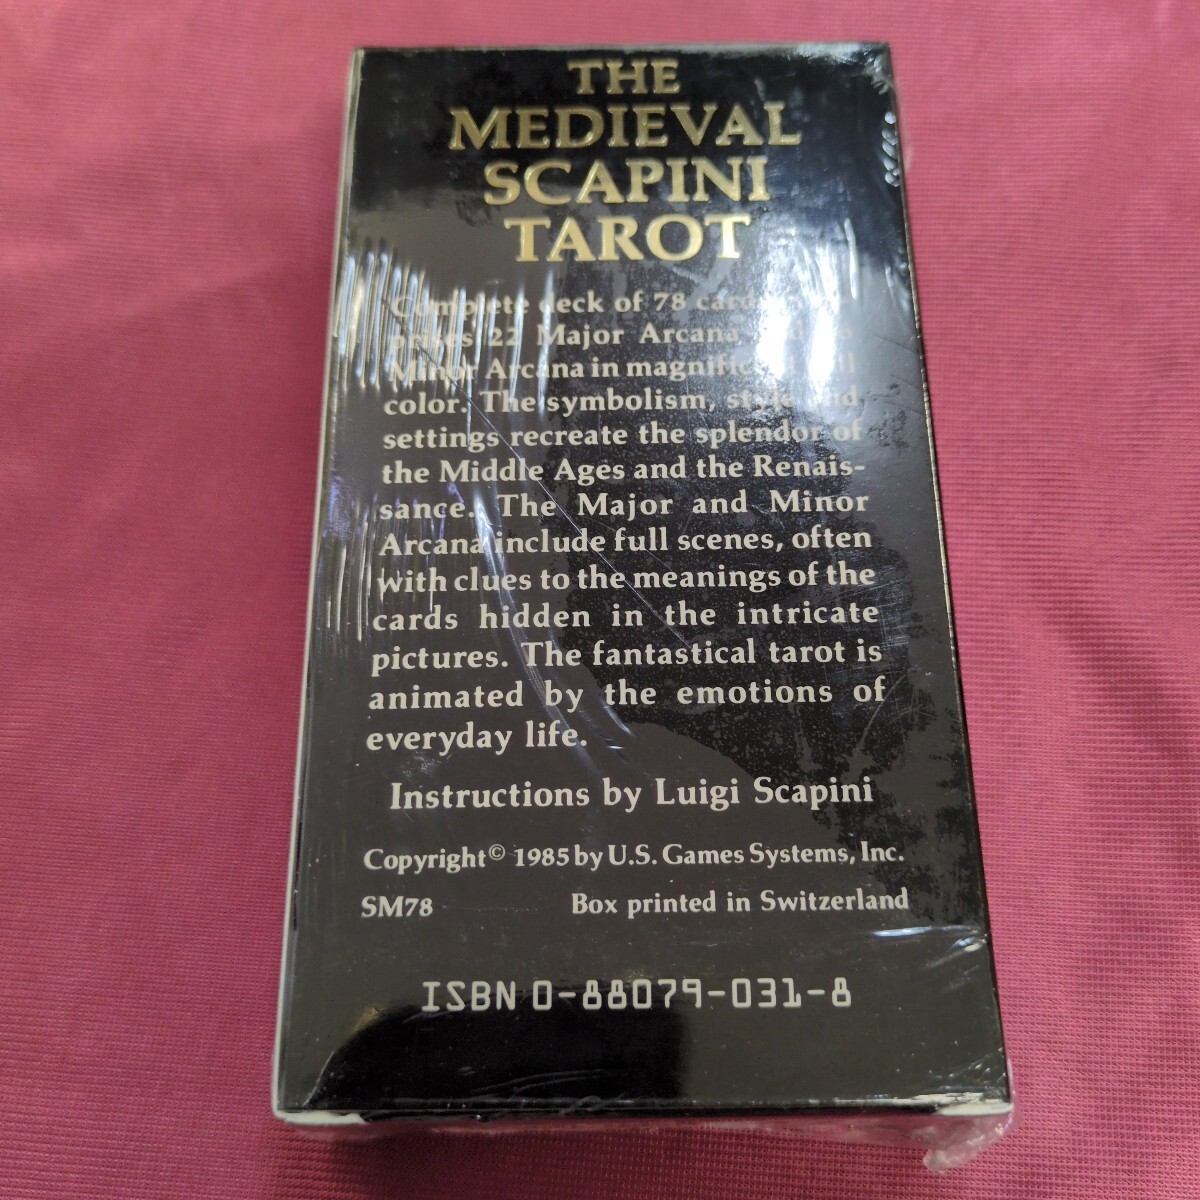 THE
MEDIEVAL
SCAPINI
TAROT
Complete deck of 78
prises 22 Major Arcana
Minor Arcana in
color. The symbolism, style and
settings recreate the splendor of
the Middle Ages and the Renais-
sance. The Major and Minor
Arcana include full scenes, often
with clues to the meanings of the
cards hidden in the intricate
pictures. The fantastical tarot is
animated by the emotions of
everyday life.
Instructions by Luigi Scapini
Copyright © 1985 by U.S. Games Systems, Inc.
SM78 Box printed in Switzerland
ISBN 0-88079-031-8